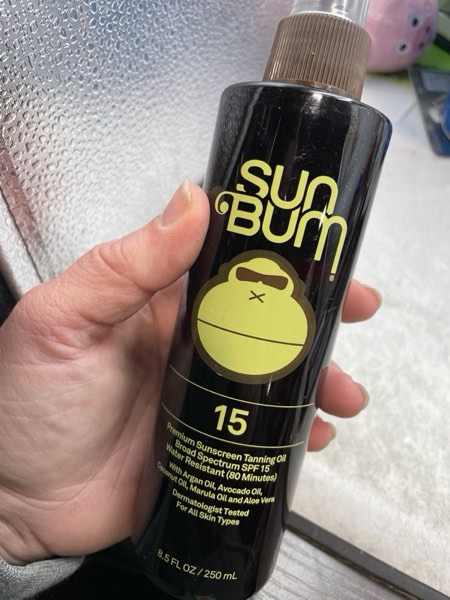 SUN
BUM®
15
Premium Sunscreen Tanning Oil
Broad Spectrum SPF 15
Water Resistant (80 Minutes)
With Argan Oil, Avocado Oil,
Coconut Oil, Marula Oil and Aloe Vera
Dermatologist Tested
For All Skin Types
8.5 FL OZ / 250 mL